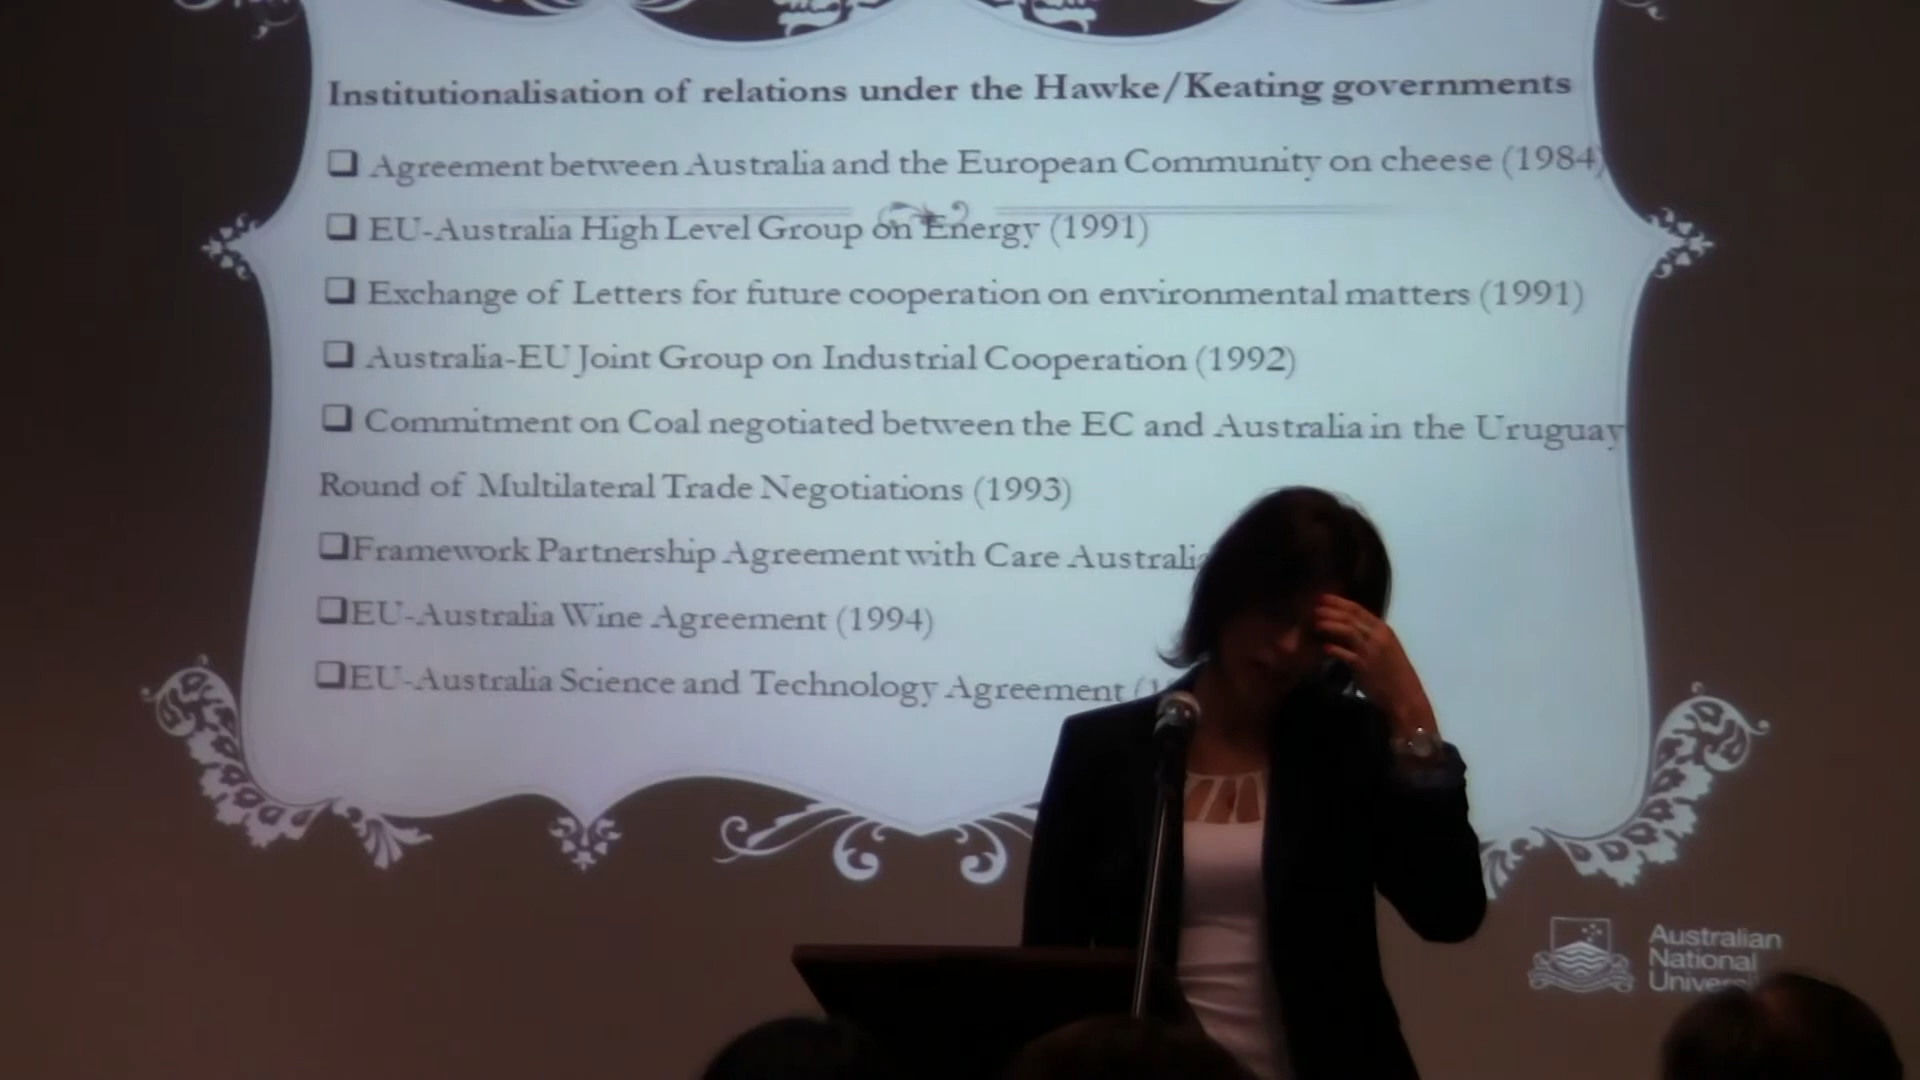 Institutionalisation of relations under the Hawke/Keating governments
❑ Agreement between Australia and the European Community on cheese (1984)
❑ EU-Australia High Level Group on Energy (1991)
❑ Exchange of Letters for future cooperation on environmental matters (1991)
❑ Australia-EU Joint Group on Industrial Cooperation (1992)
❑ Commitment on Coal negotiated between the EC and Australia in the Uruguay
Round of Multilateral Trade Negotiations (1993)
❑Framework Partnership Agreement with Care Australia
❑EU-Australia Wine Agreement (1994)
❑EU-Australia Science and Technology Agreement
Australian
National